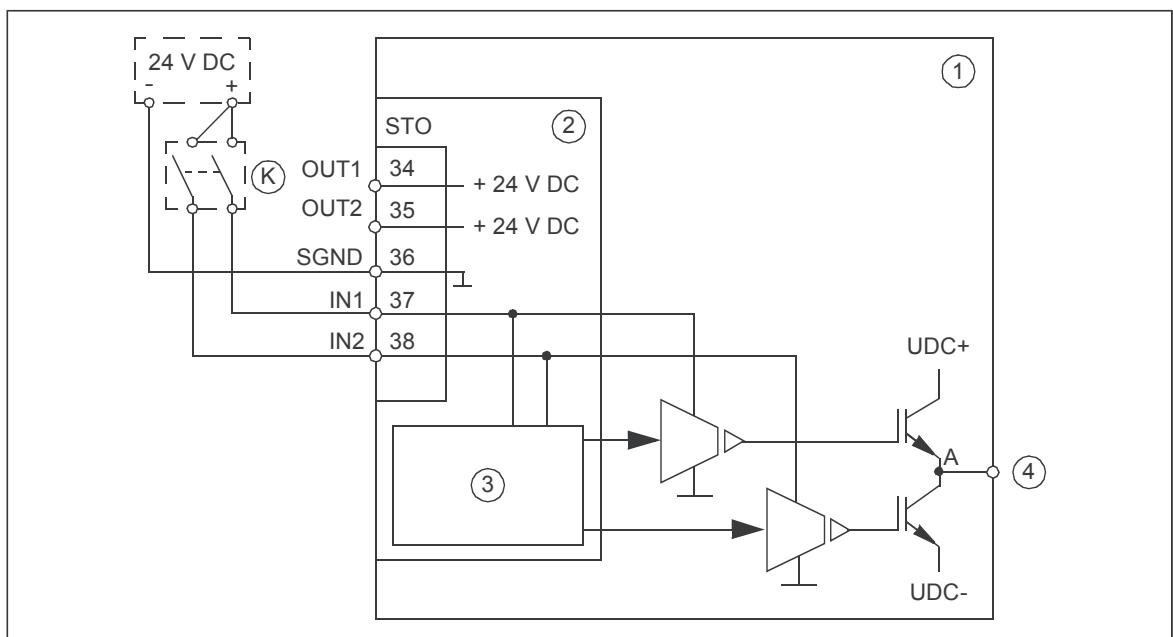 24 V DC
- +
1
STO
2
OUT1 34 + 24 V DC
K
OUT2 35 + 24 V DC
SGND 36
IN1 37
IN2 38
UDC+
A
4
3
UDC-